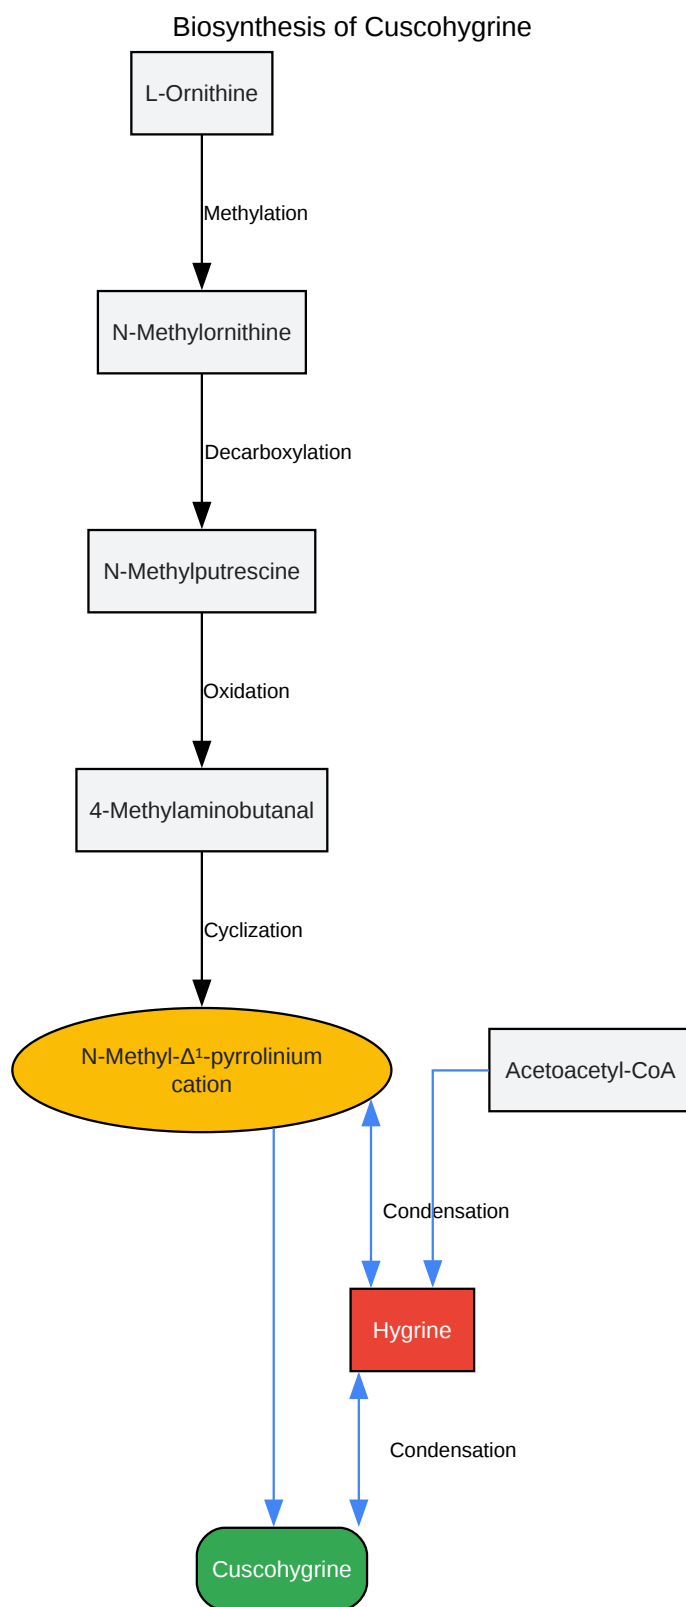 Biosynthesis of Cuscohygrine
L-Ornithine
Methylation
N-Methylornithine
Decarboxylation
N-Methylputrescine
Oxidation
4-Methylaminobutanal
Cyclization
N-Methyl-Δ¹-pyrrolinium
cation
Acetoacetyl-CoA
Condensation
Hygrine
Condensation
Cuscohygrine